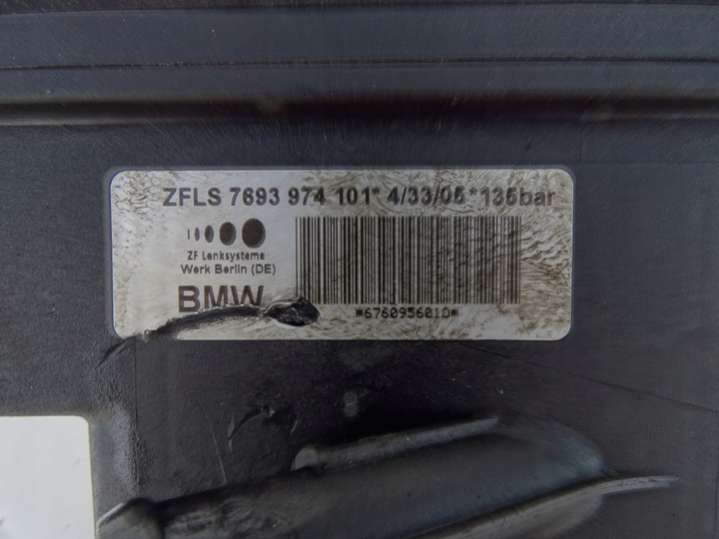 ZFLS 7693 974 101* 4/33/05 *135bar
ZF Lenksysteme
Werk Berlin (DE)
BMW
*6760956010*